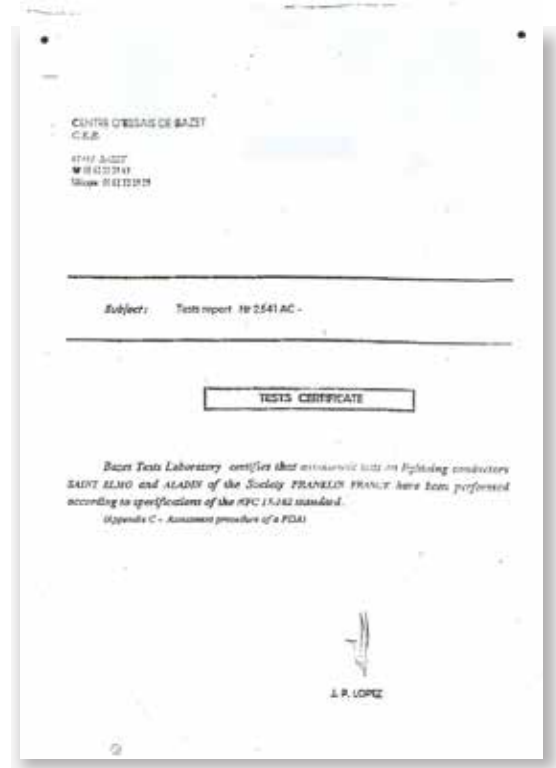 CENTRE D'ESSAIS DE BAZET
C.E.B.
BAZET
Subject : Tests report Nr 2541 AC -
TESTS CERTIFICATE
Bazet Tests Laboratory certifies that tests on lightning conductors
SAINT ELMO and ALADIN of the Society FRANKLIN FRANCE have been performed
according to specifications of the NFC 17-102 standard.
(Appendix C - Assessment procedure of a PDA)
J. P. LOPEZ